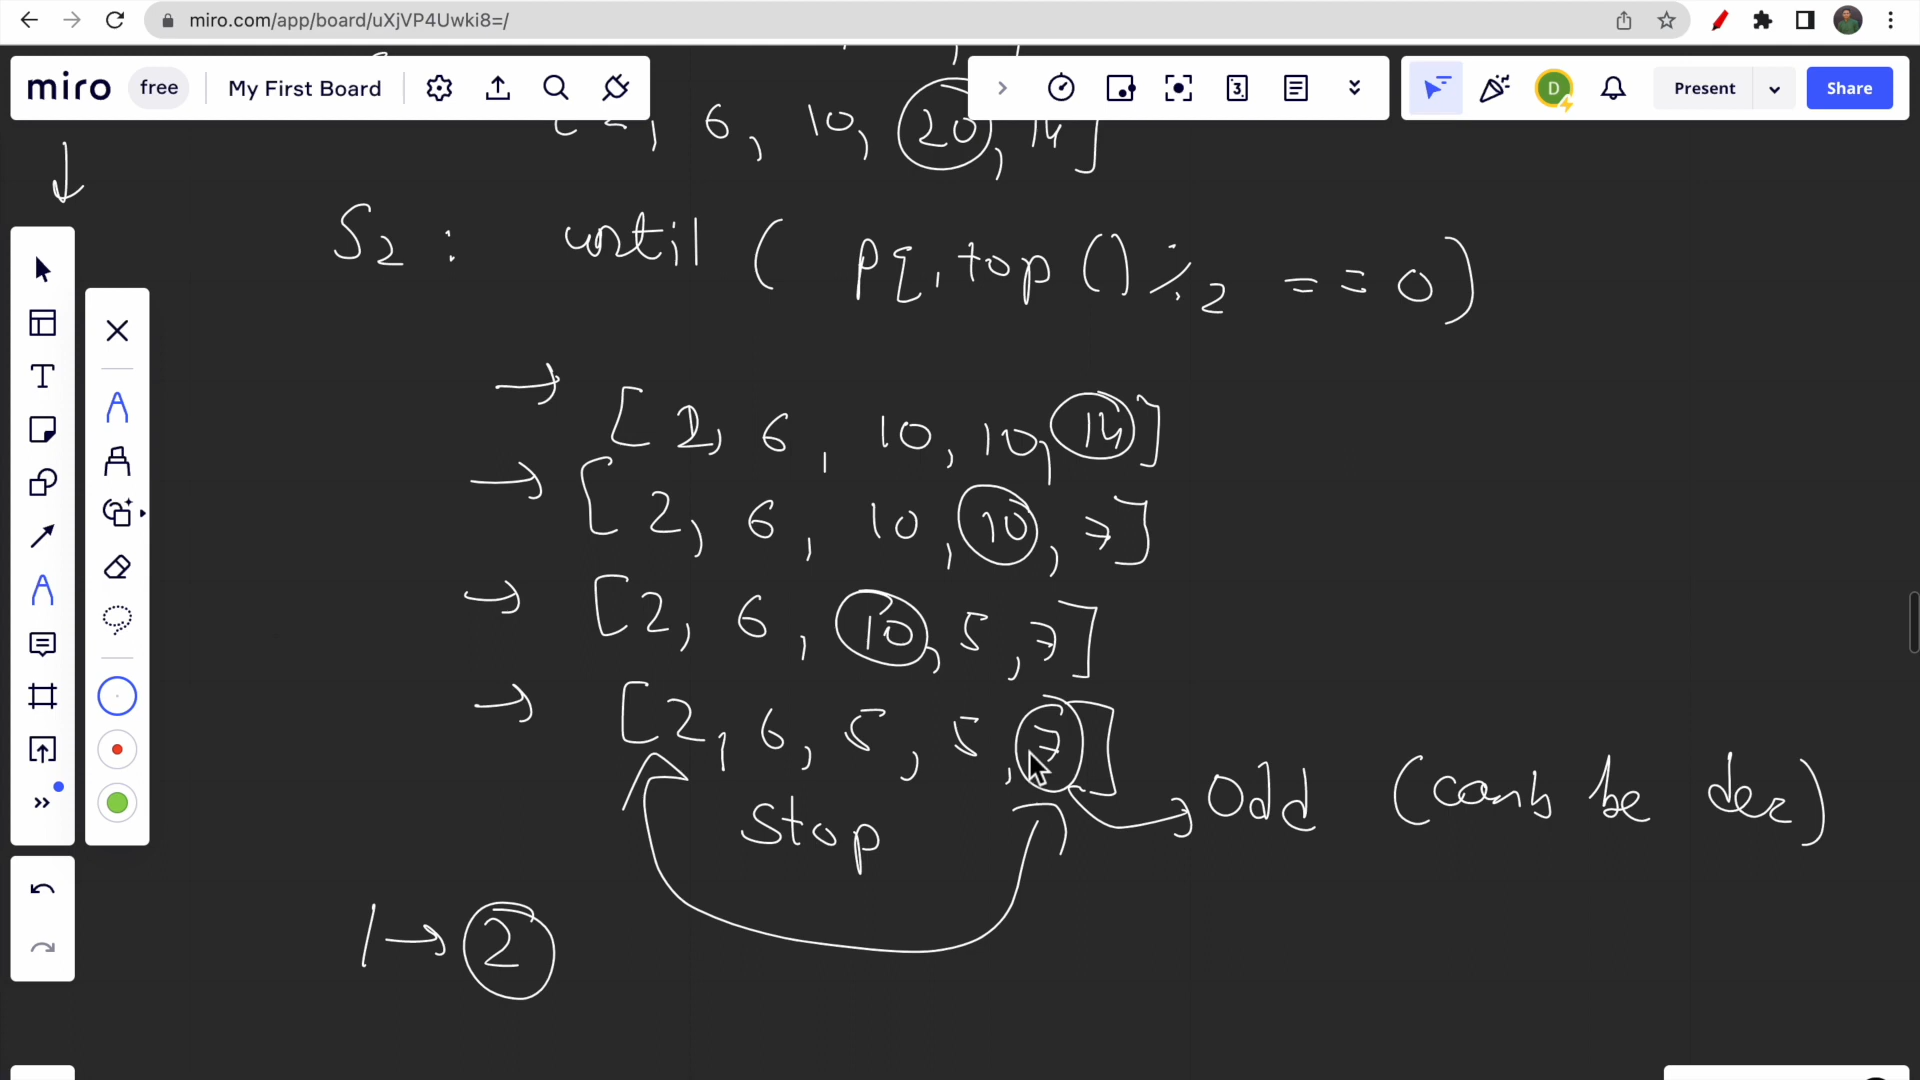 miro.com/app/board/uXjVP4Uwki8=/
miro free My First Board
3
D Present Share
[2, 6, 10, 20, 14]
S2 : until ( pq.top() % 2 == 0)
→ [2, 6, 10, 10, 14]
→ [2, 6, 10, 10, 7]
→ [2, 6, 10, 5, 7]
→ [2, 6, 5, 5, 7]
Stop
Odd (can't be dec)
1 → 2
T